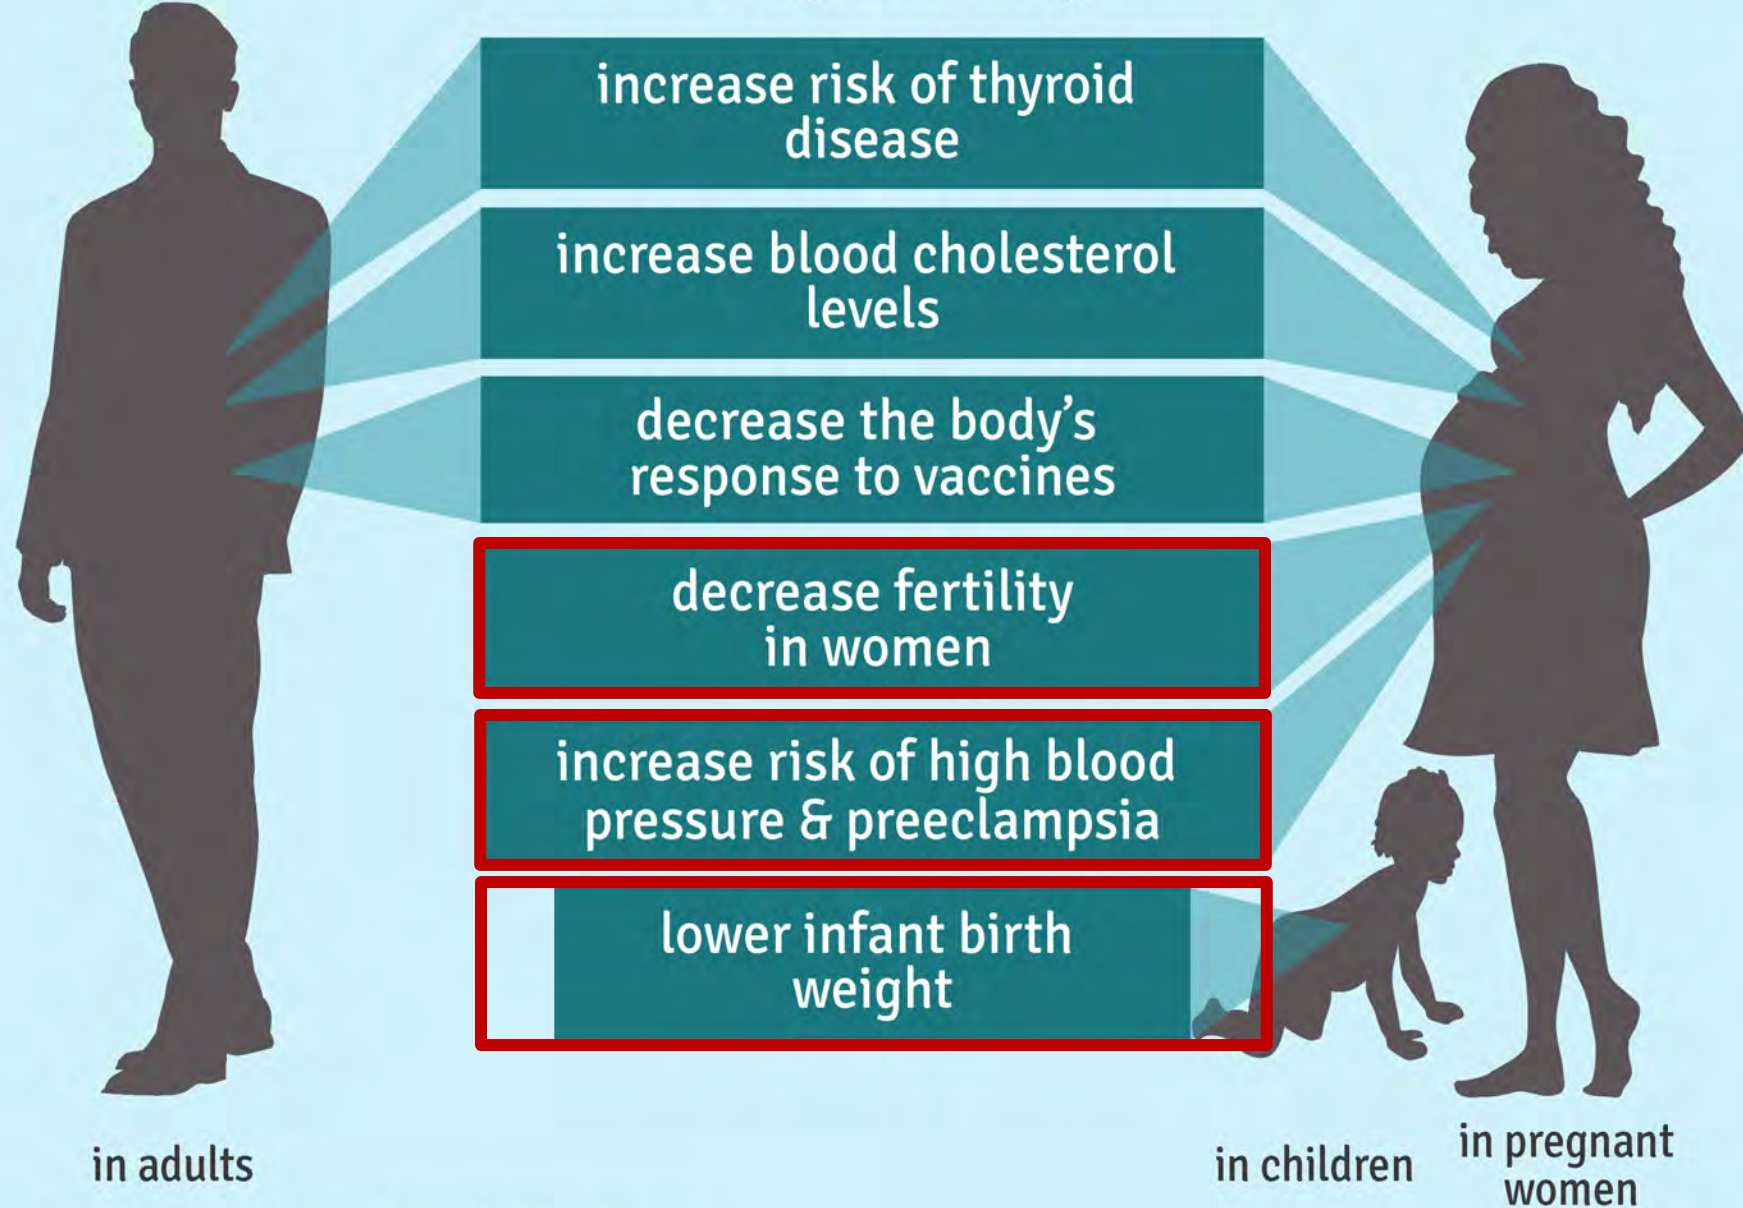 increase risk of thyroid
disease
increase blood cholesterol
levels
decrease the body’s
response to vaccines
decrease fertility
in women
increase risk of high blood
pressure & preeclampsia
lower infant birth
weight
in adults
in children
in pregnant
women